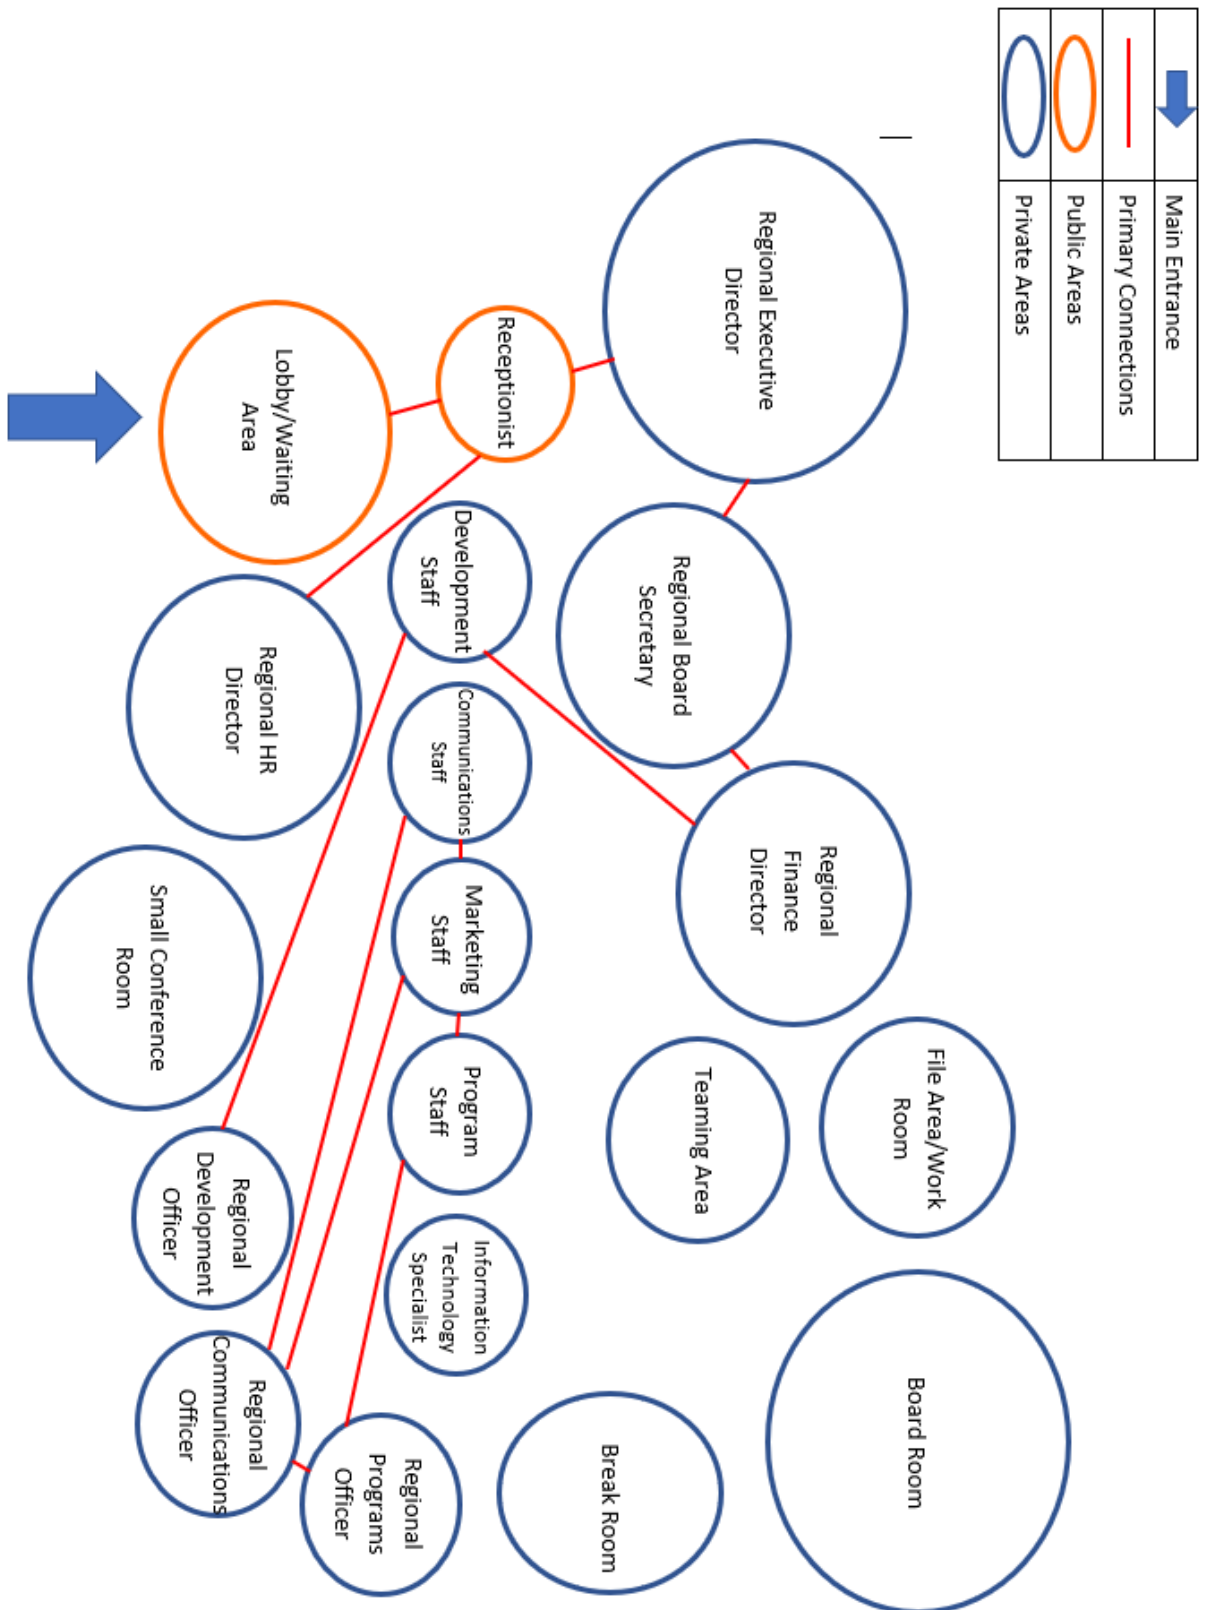 Main Entrance
Primary Connections
Public Areas
Private Areas
Regional Executive
Director
Receptionist
Lobby/Waiting
Area
Regional Board
Secretary
Development
Staff
Regional HR
Director
Communications
Staff
Regional
Finance
Director
Marketing
Staff
Small Conference
Room
File Area/Work
Room
Teaming Area
Program
Staff
Regional
Development
Officer
Information
Technology
Specialist
Regional
Communications
Officer
Regional
Programs
Officer
Break Room
Board Room